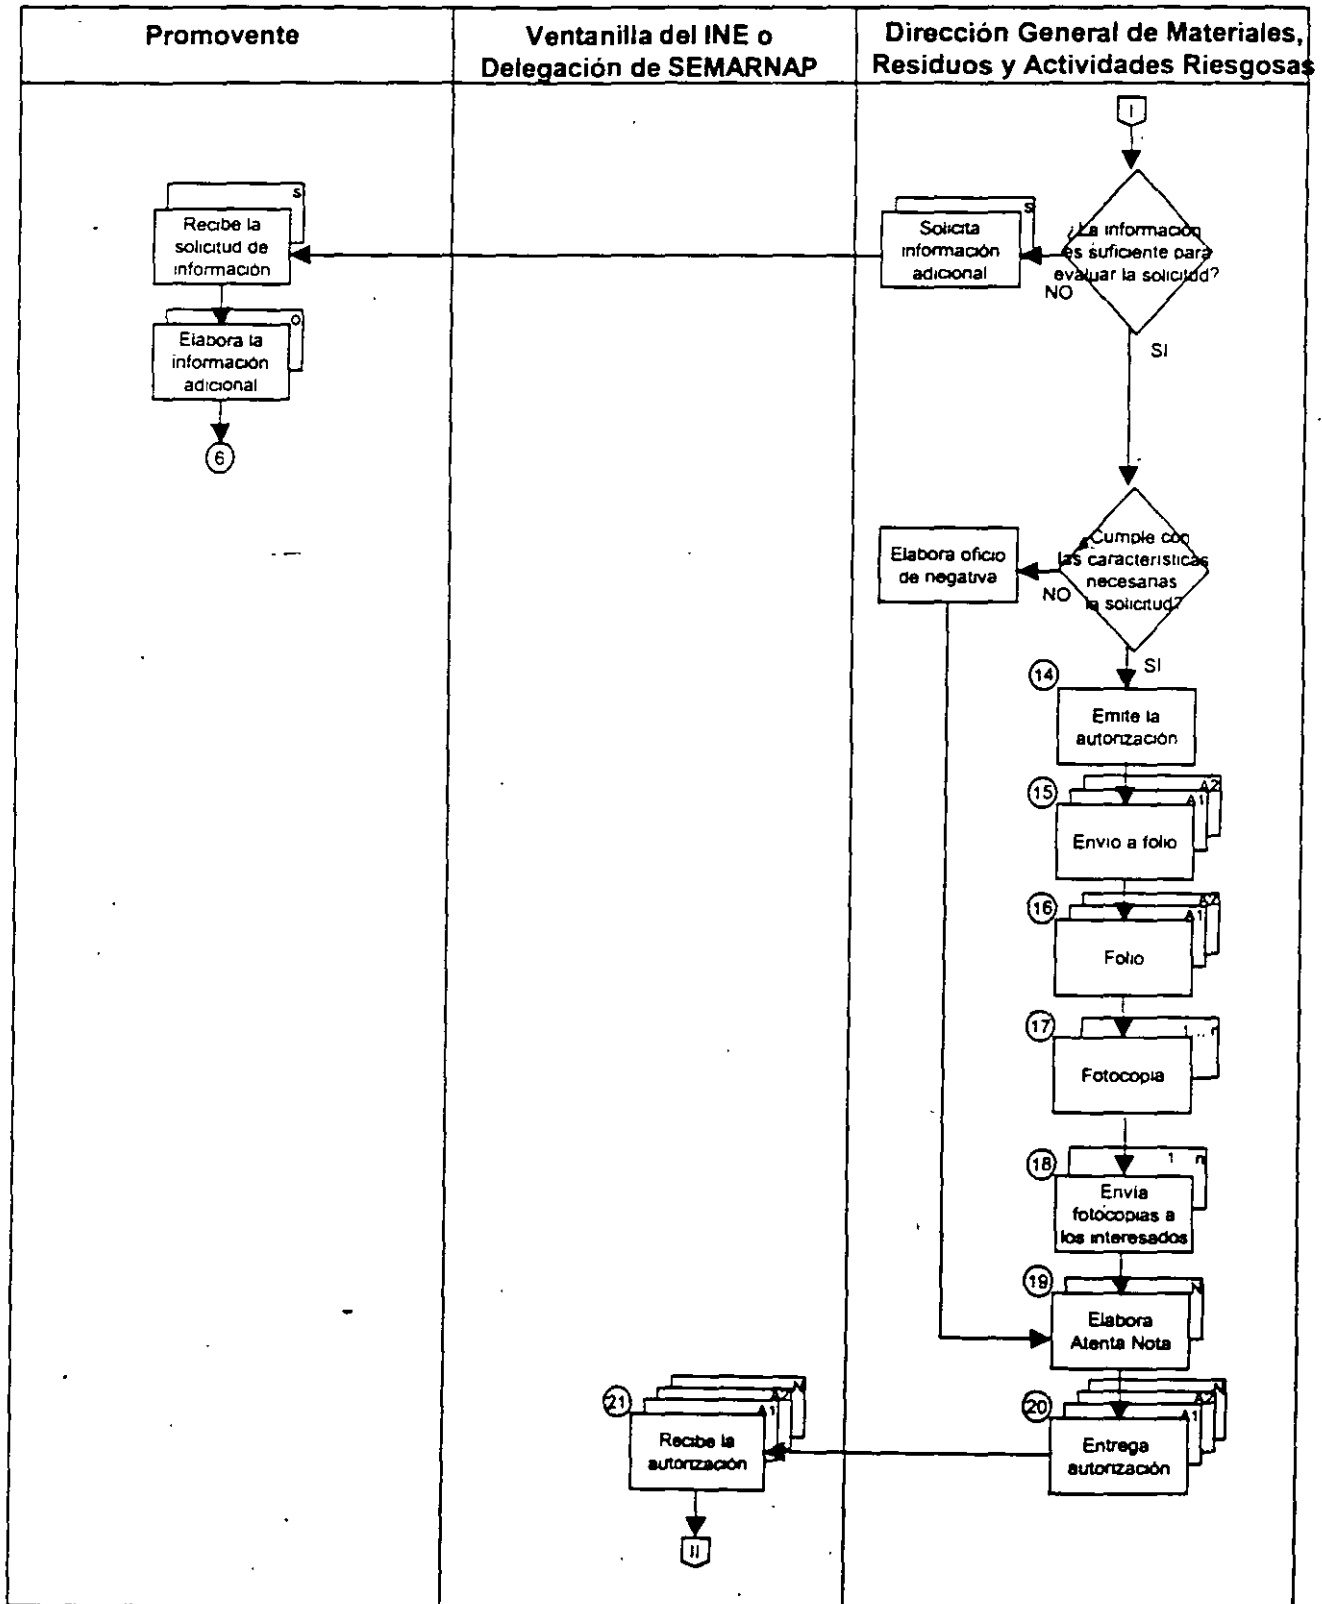 Promovente
Ventanilla del INE o
Delegación de SEMARNAP
Dirección General de Materiales,
Residuos y Actividades Riesgosas
I
¿La información
es suficiente para
evaluar la solicitud?
NO
SI
s
Solicita
información
adicional
s
Recibe la
solicitud de
información
o
Elabora la
información
adicional
6
Cumple con
las características
necesarias
la solicitud?
NO
SI
Elabora oficio
de negativa
14
Emite la
autorización
15
A2
A1
Envio a folio
16
A2
A1
Folio
17
1... n
Fotocopia
18
1 n
Envía
fotocopias a
los interesados
19
N
Elabora
Atenta Nota
20
N
A2
A1
Entrega
autorización
21
N
A2
A1
Recibe la
autorización
II